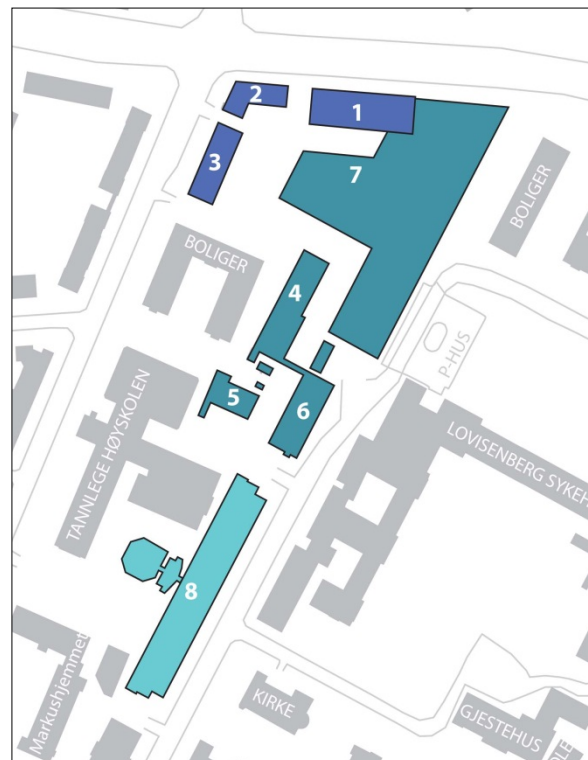 2
1
3
7
BOLIGER
BOLIGER
4
P-HUS
5
6
TANNLEGE HØYSKOLEN
LOVISENBERG SYKEH
8
Markushjemmet
KIRKE
GJESTEHUS